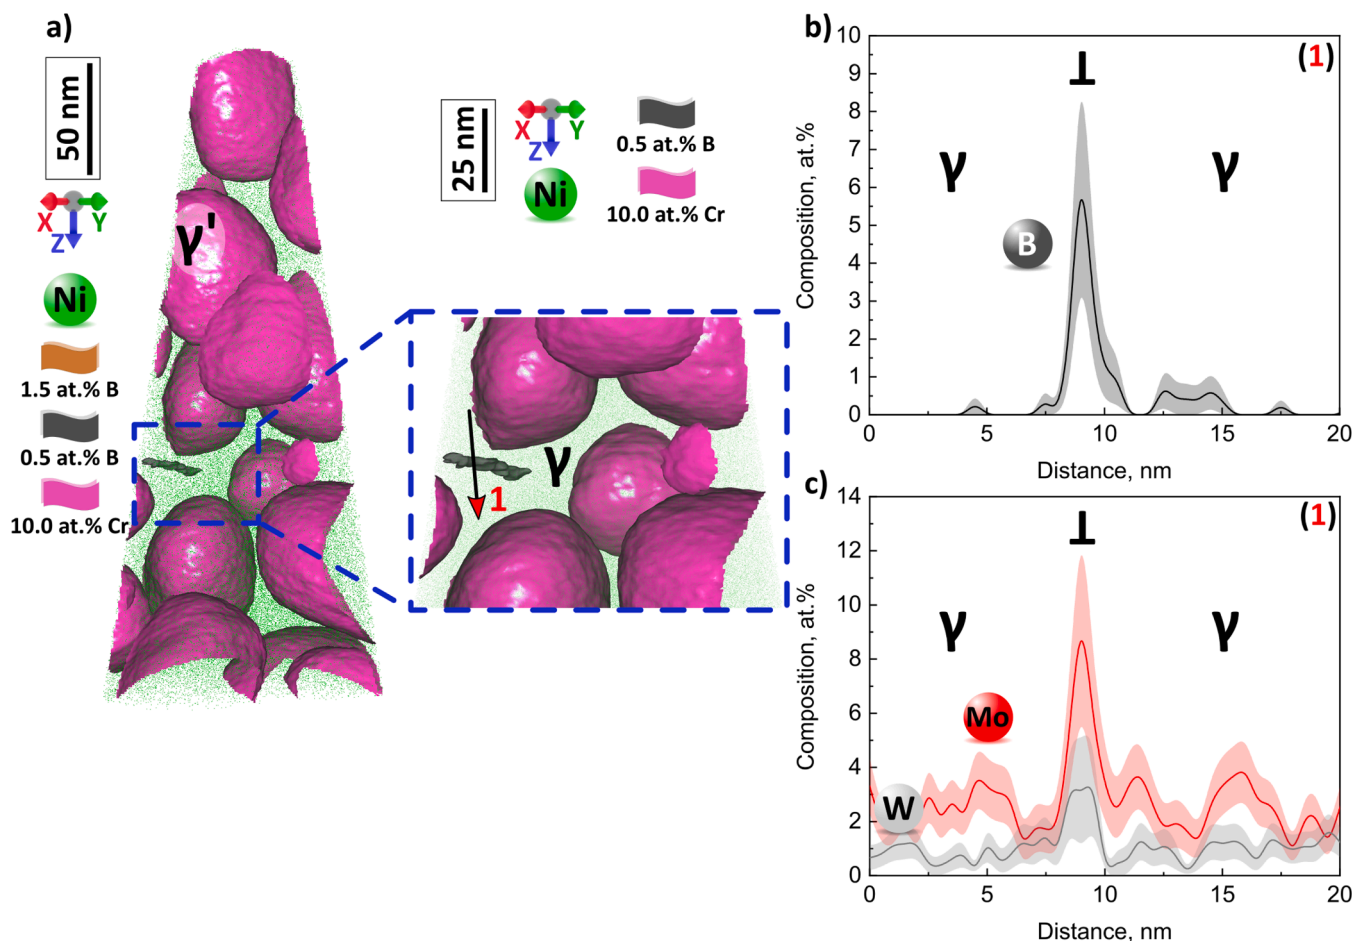 a)
50 nm
X
Y
Z
Ni
1.5 at.% B
0.5 at.% B
10.0 at.% Cr
γ'
25 nm
X
Y
Z
Ni
0.5 at.% B
10.0 at.% Cr
γ
1
b)
(1)
⊥
γ
γ
B
Composition, at.%
10
9
8
7
6
5
4
3
2
1
0
0
5
10
15
20
Distance, nm
c)
(1)
⊥
γ
γ
Mo
W
Composition, at.%
14
12
10
8
6
4
2
0
0
5
10
15
20
Distance, nm